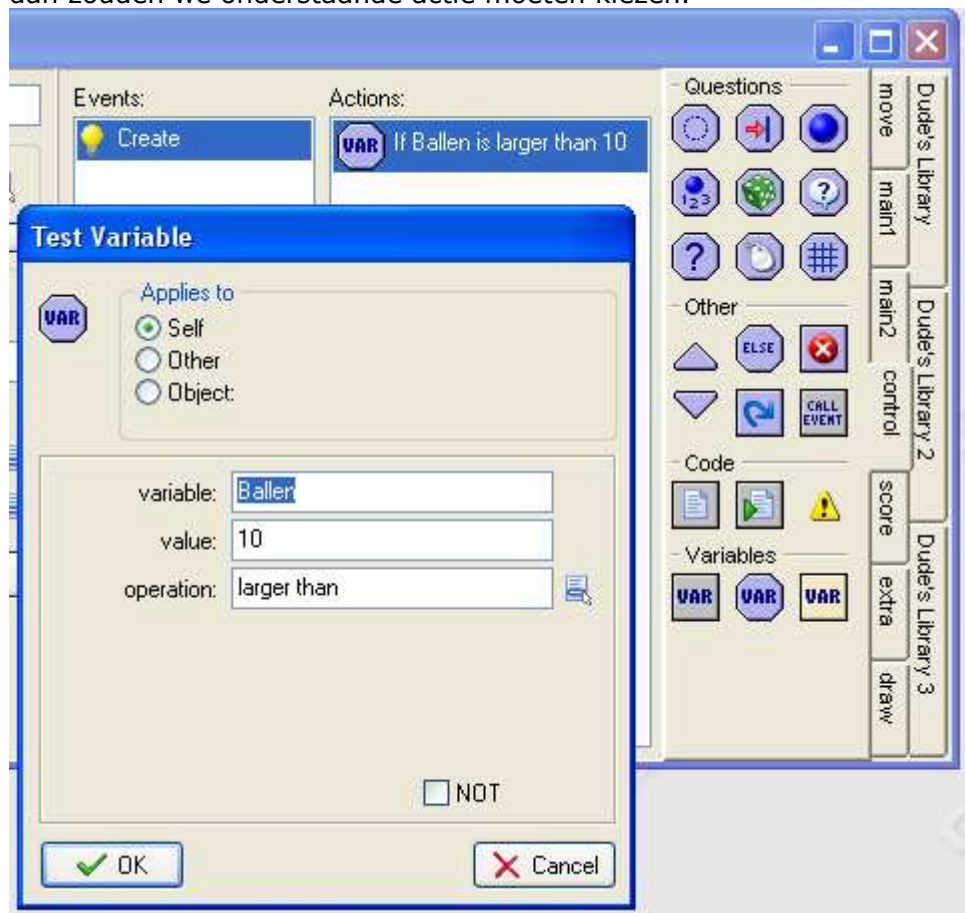 dan zouden we onderstaande actie moeten kiezen.
Events:
Actions:
Create
VAR If Ballen is larger than 10
Test Variable
VAR
Applies to
Self
Other
Object:
variable: Ballen
value: 10
operation: larger than
NOT
OK
Cancel
Questions
1 2 3
?
?
Other
ELSE
CALL EVENT
Code
Variables
VAR VAR VAR
move
main1
main2
control
score
extra
draw
Dude's Library
Dude's Library 2
Dude's Library 3